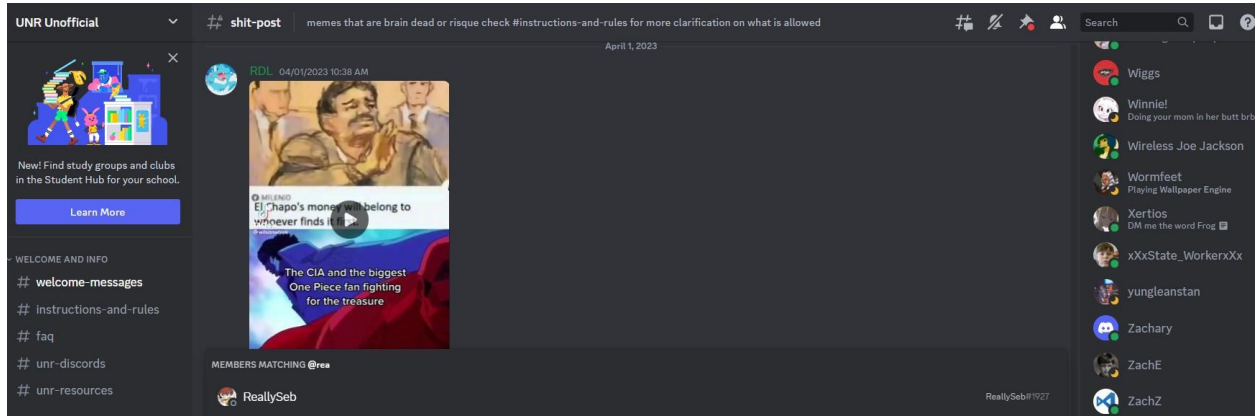 UNR Unofficial
shit-post
memes that are brain dead or risque check #instructions-and-rules for more clarification on what is allowed
Search
New! Find study groups and clubs
in the Student Hub for your school.
Learn More
WELCOME AND INFO
welcome-messages
instructions-and-rules
faq
unr-discords
unr-resources
April 1, 2023
RDL 04/01/2023 10:38 AM
MILENIO
El Chapo's money will belong to
whoever finds it first.
The CIA and the biggest
One Piece fan fighting
for the treasure
MEMBERS MATCHING @rea
ReallySeb
ReallySeb#1927
Wiggs
Winnie!
Doing your mom in her butt brb
Wireless Joe Jackson
Wormfeet
Playing Wallpaper Engine
Xertlos
DM me the word Frog
xXxState_WorkerxXx
yungleanstan
Zachary
ZachE
ZachZ